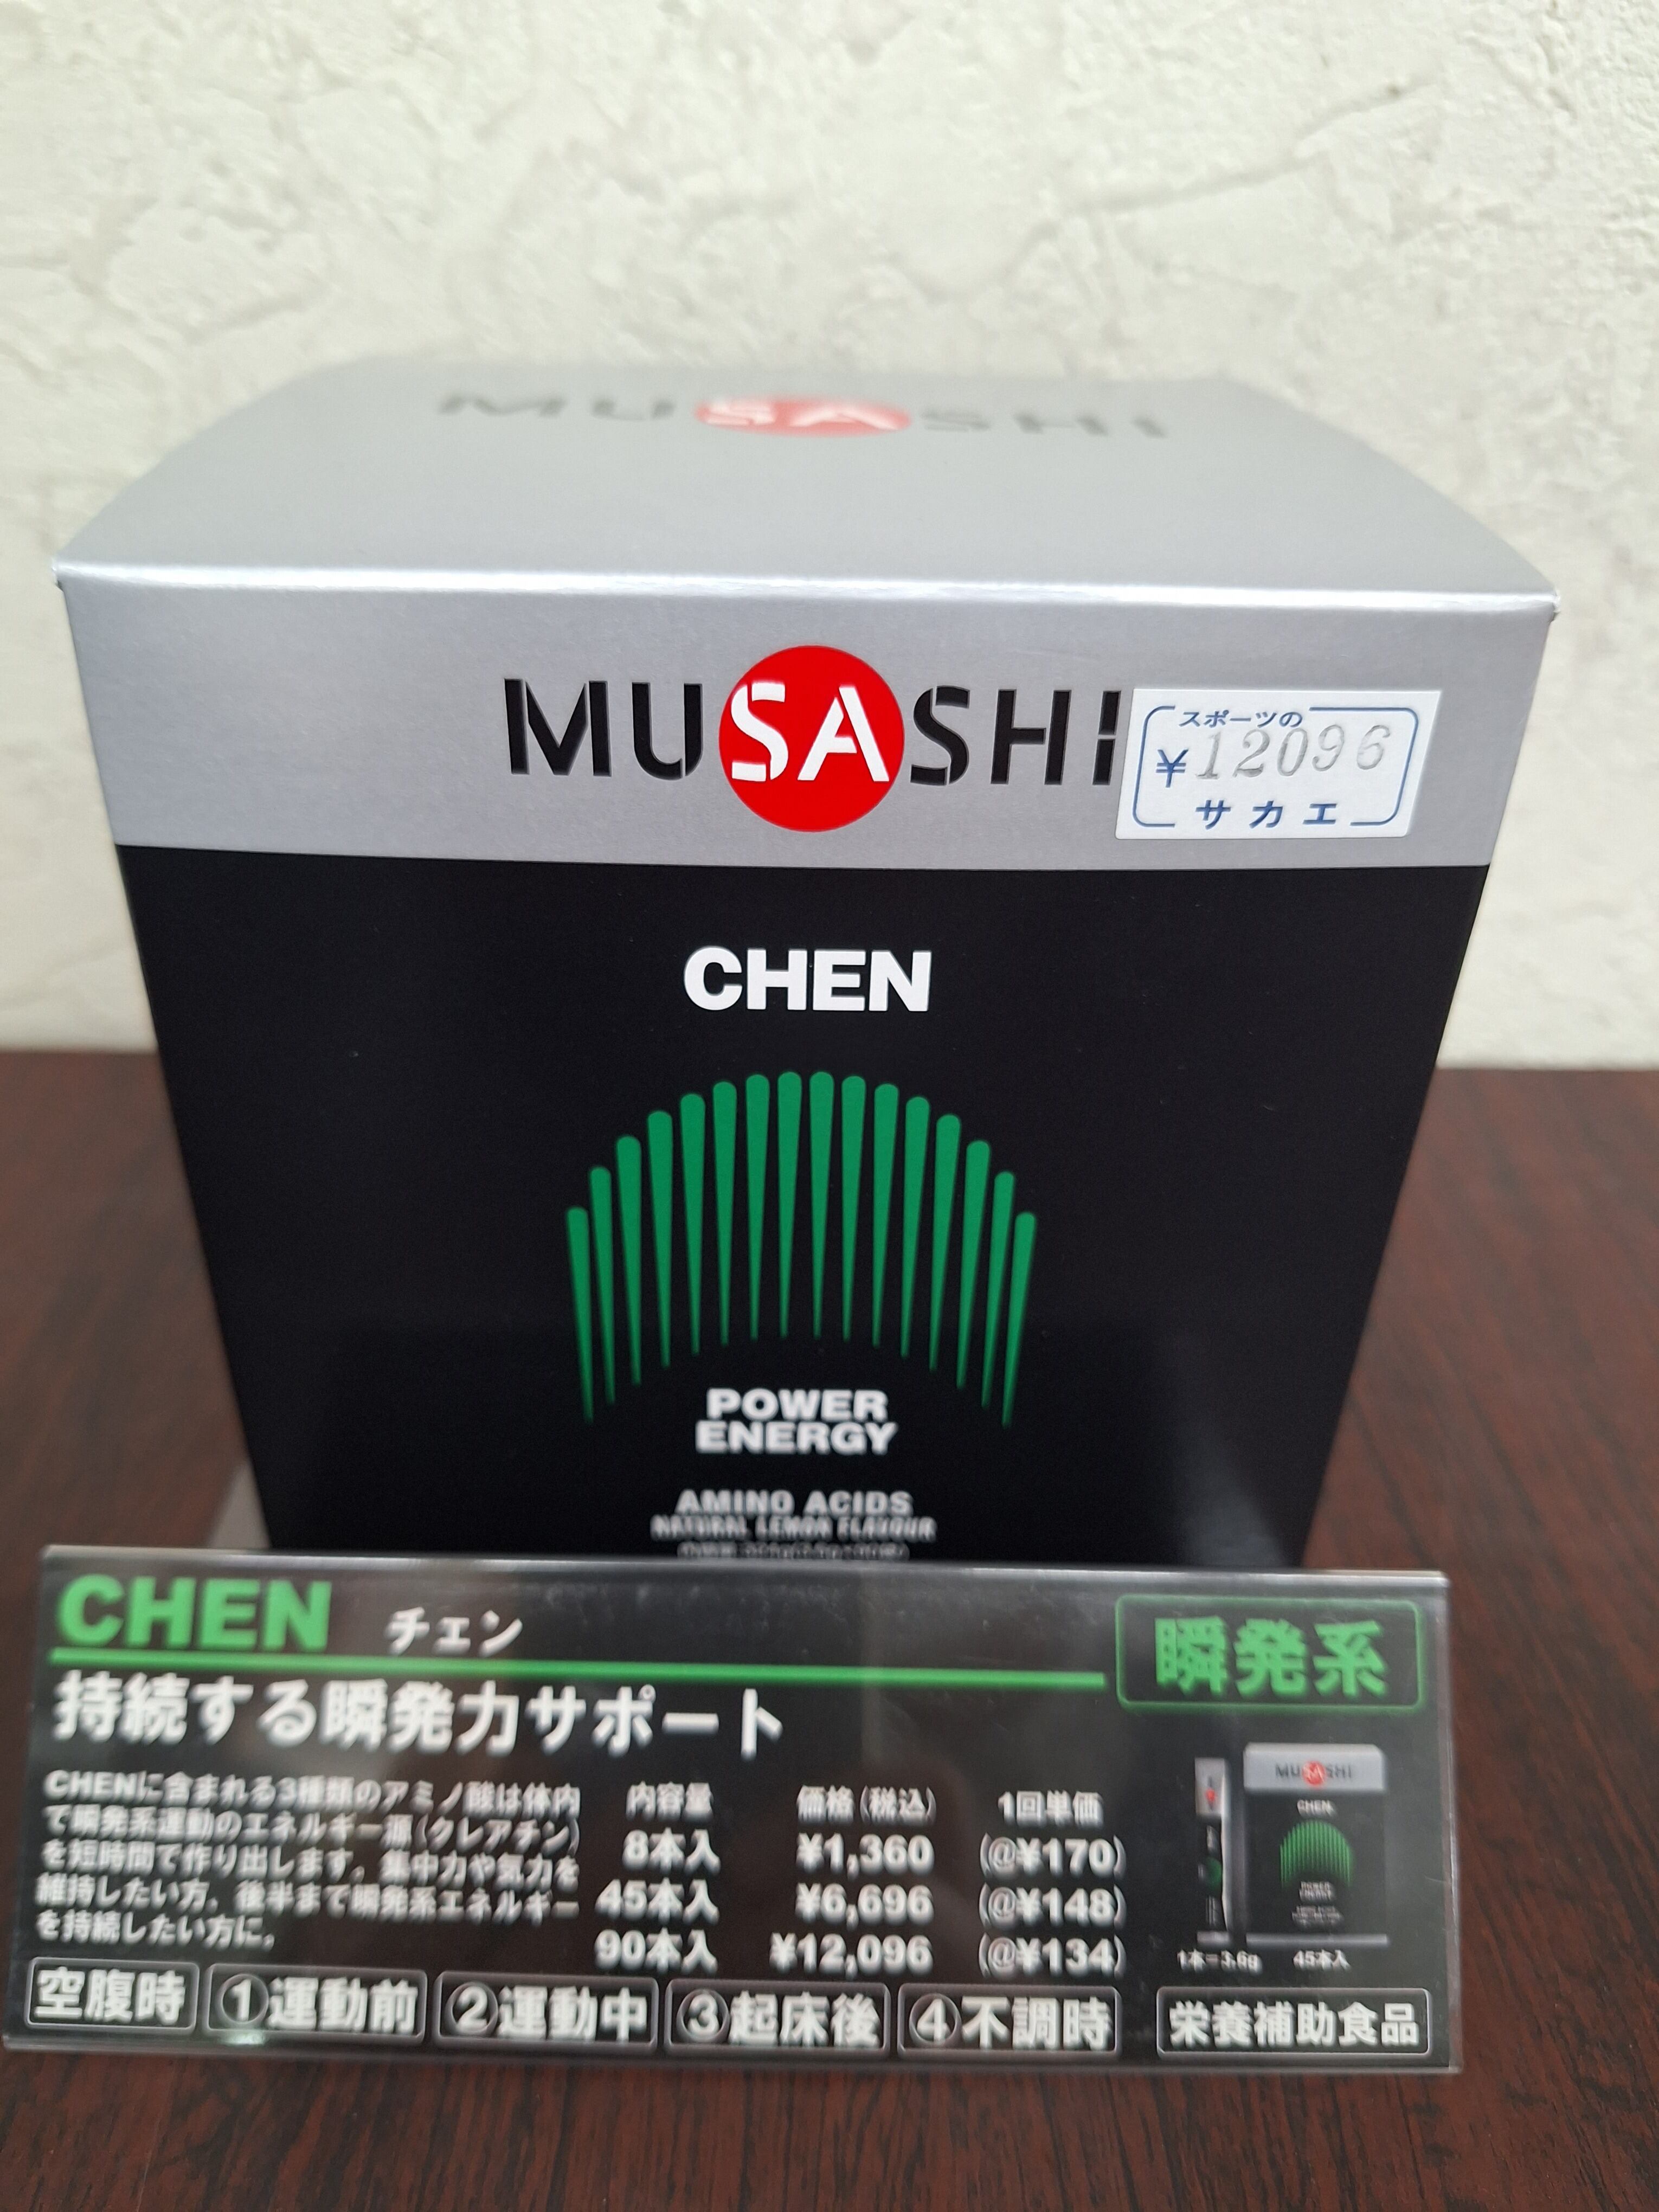 MUSASHI
MUSASHI
スポーツの
¥12096
サカエ
CHEN
POWER
ENERGY
AMINO ACIDS
NATURAL LEMON FLAVOUR
CHEN チェン
瞬発系
持続する瞬発力サポート
CHENに含まれる3種類のアミノ酸は体内
で瞬発系運動のエネルギー源(クレアチン)
を短時間で作り出します。集中力や気力を
維持したい方、後半まで瞬発系エネルギー
を持続したい方に。
内容量 価格(税込) 1回単価
8本入 ¥1,360 (@¥170)
45本入 ¥6,696 (@¥148)
90本入 ¥12,096 (@¥134)
MUSASHI
CHEN
POWER
ENERGY
1本=3.6g 45本入
空腹時 ①運動前 ②運動中 ③起床後 ④不調時 栄養補助食品